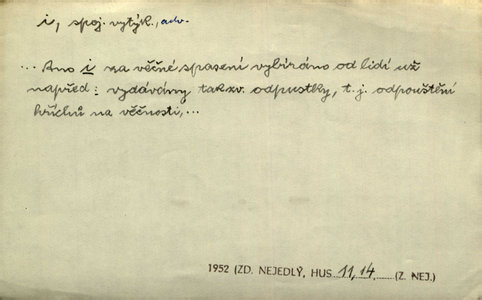 i, spoj. vytýk., adv.
... Ano i na věčné spasení vybíráno od lidí už
napřed : vydávány takzv. odpustky, t. j. odpouštění
hříchů na věčnosti,...
1952 (ZD. NEJEDLÝ, HUS 11, 14 (Z. NEJ.)